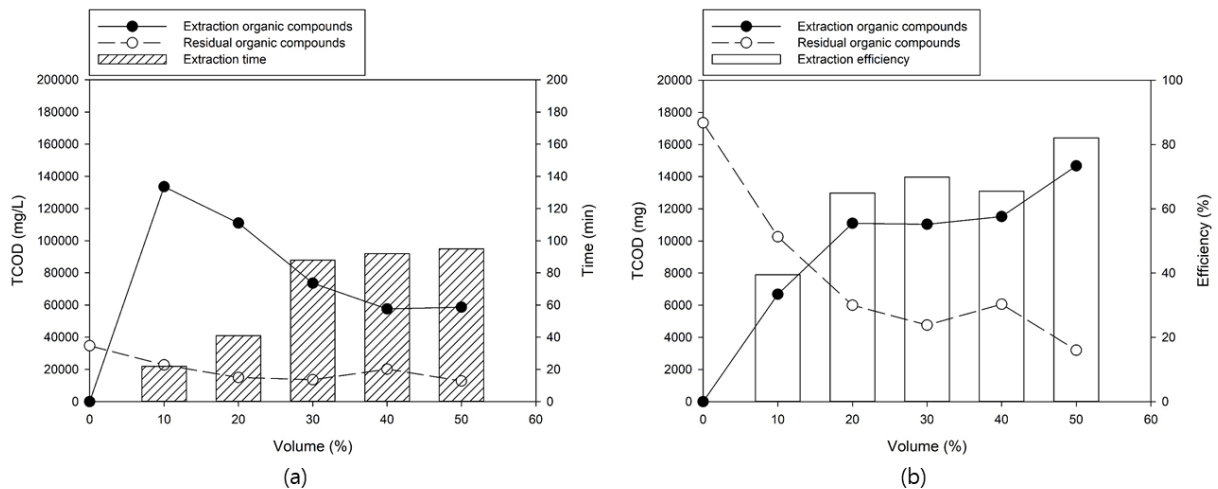 Extraction organic compounds
Residual organic compounds
Extraction time
200000
180000
160000
140000
120000
100000
80000
60000
40000
20000
0
TCOD (mg/L)
200
180
160
140
120
100
80
60
40
20
0
Time (min)
0 10 20 30 40 50 60
Volume (%)
(a)
Extraction organic compounds
Residual organic compounds
Extraction efficiency
20000
18000
16000
14000
12000
10000
8000
6000
4000
2000
0
TCOD (mg)
100
80
60
40
20
0
Efficiency (%)
0 10 20 30 40 50 60
Volume (%)
(b)